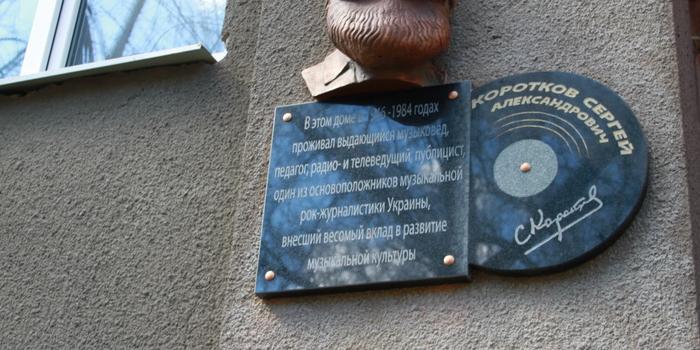 В этом доме -1984 годах
проживал выдающийся музыковед,
педагог, радио- и телеведущий, публицист,
один из основоположников музыкальной
рок-журналистики Украины,
внесший весомый вклад в развитие
музыкальной культуры
КОРОТКОВ СЕРГЕЙ
АЛЕКСАНДРОВИЧ
С Коротков